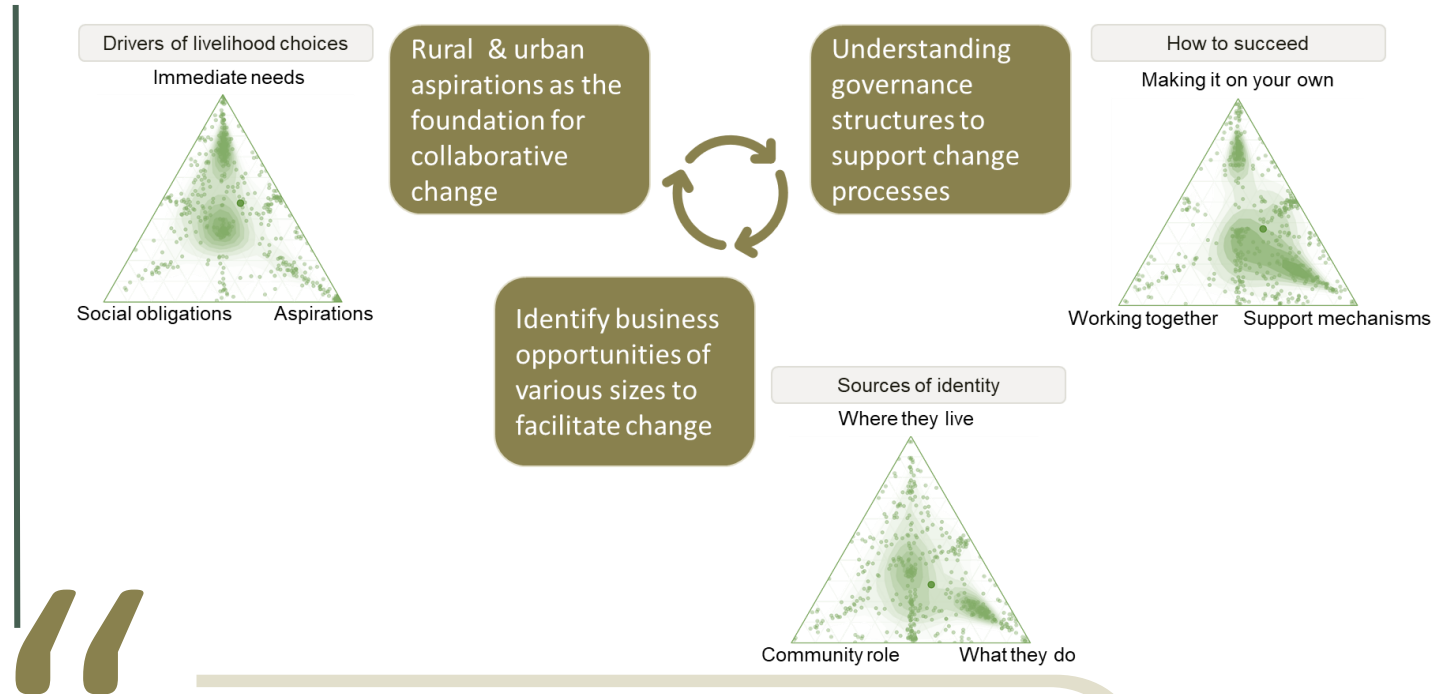 Drivers of livelihood choices
Immediate needs
Social obligations
Aspirations
Rural & urban
aspirations as the
foundation for
collaborative
change
Understanding
governance
structures to
support change
processes
How to succeed
Making it on your own
Working together
Support mechanisms
Identify business
opportunities of
various sizes to
facilitate change
Sources of identity
Where they live
Community role
What they do
“